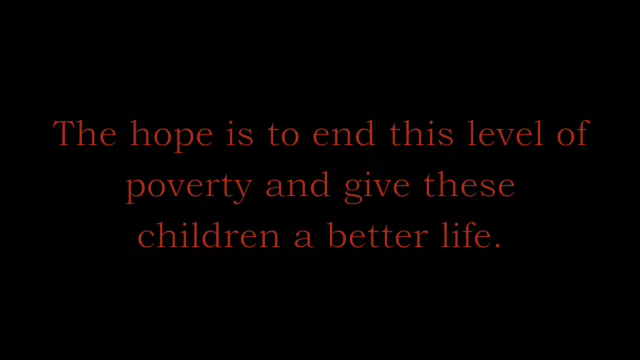 The hope is to end this level of
poverty and give these
children a better life.